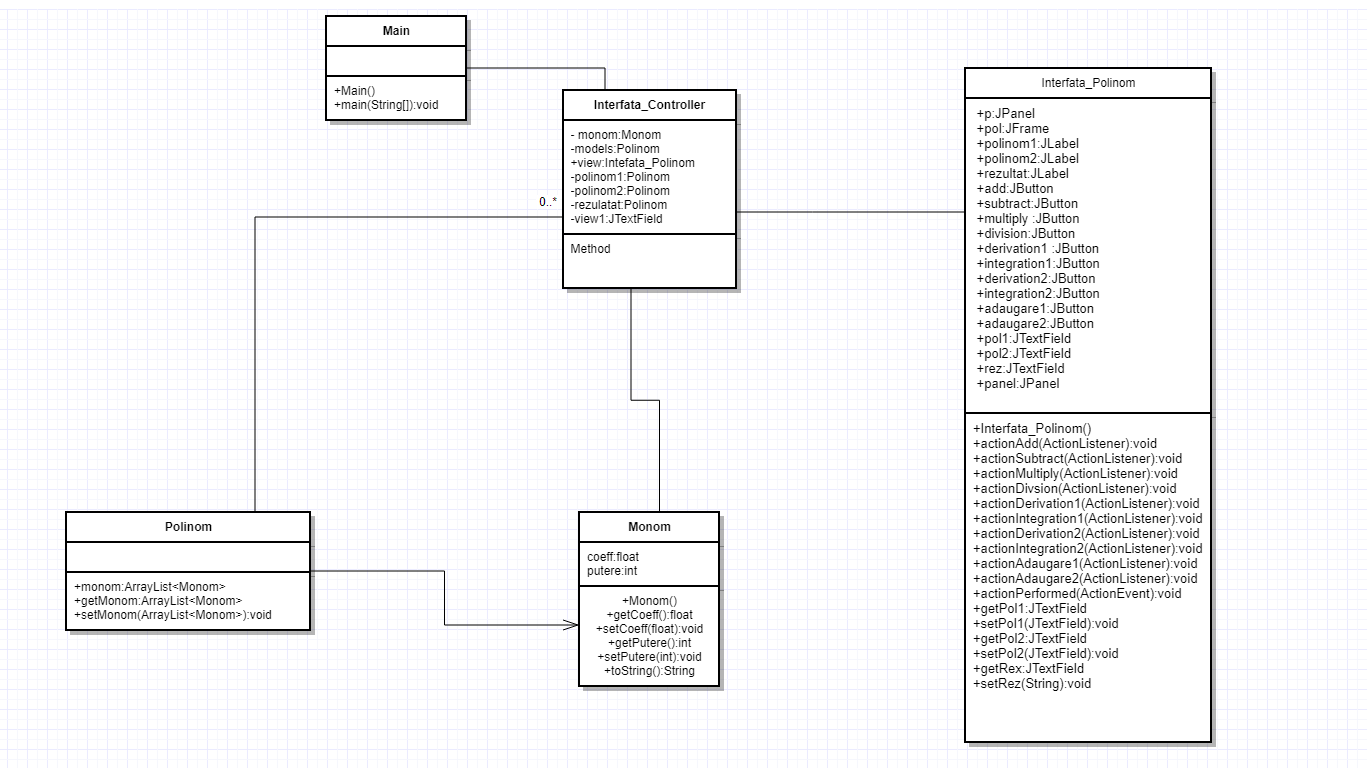 Main
+Main()
+main(String[]):void
Interfata_Controller
- monom:Monom
-models:Polinom
+view:Intefata_Polinom
-polinom1:Polinom
-polinom2:Polinom
-rezulatat:Polinom
-view1:JTextField
Method
0..*
Interfata_Polinom
+p:JPanel
+pol:JFrame
+polinom1:JLabel
+polinom2:JLabel
+rezultat:JLabel
+add:JButton
+subtract:JButton
+multiply :JButton
+division:JButton
+derivation1 :JButton
+integration1:JButton
+derivation2:JButton
+integration2:JButton
+adaugare1:JButton
+adaugare2:JButton
+pol1:JTextField
+pol2:JTextField
+rez:JTextField
+panel:JPanel
+Interfata_Polinom()
+actionAdd(ActionListener):void
+actionSubtract(ActionListener):void
+actionMultiply(ActionListener):void
+actionDivsion(ActionListener):void
+actionDerivation1(ActionListener):void
+actionIntegration1(ActionListener):void
+actionDerivation2(ActionListener):void
+actionIntegration2(ActionListener):void
+actionAdaugare1(ActionListener):void
+actionAdaugare2(ActionListener):void
+actionPerformed(ActionEvent):void
+getPol1:JTextField
+setPol1(JTextField):void
+getPol2:JTextField
+setPol2(JTextField):void
+getRex:JTextField
+setRez(String):void
Polinom
+monom:ArrayList<Monom>
+getMonom:ArrayList<Monom>
+setMonom(ArrayList<Monom>):void
Monom
coeff:float
putere:int
+Monom()
+getCoeff():float
+setCoeff(float):void
+getPutere():int
+setPutere(int):void
+toString():String